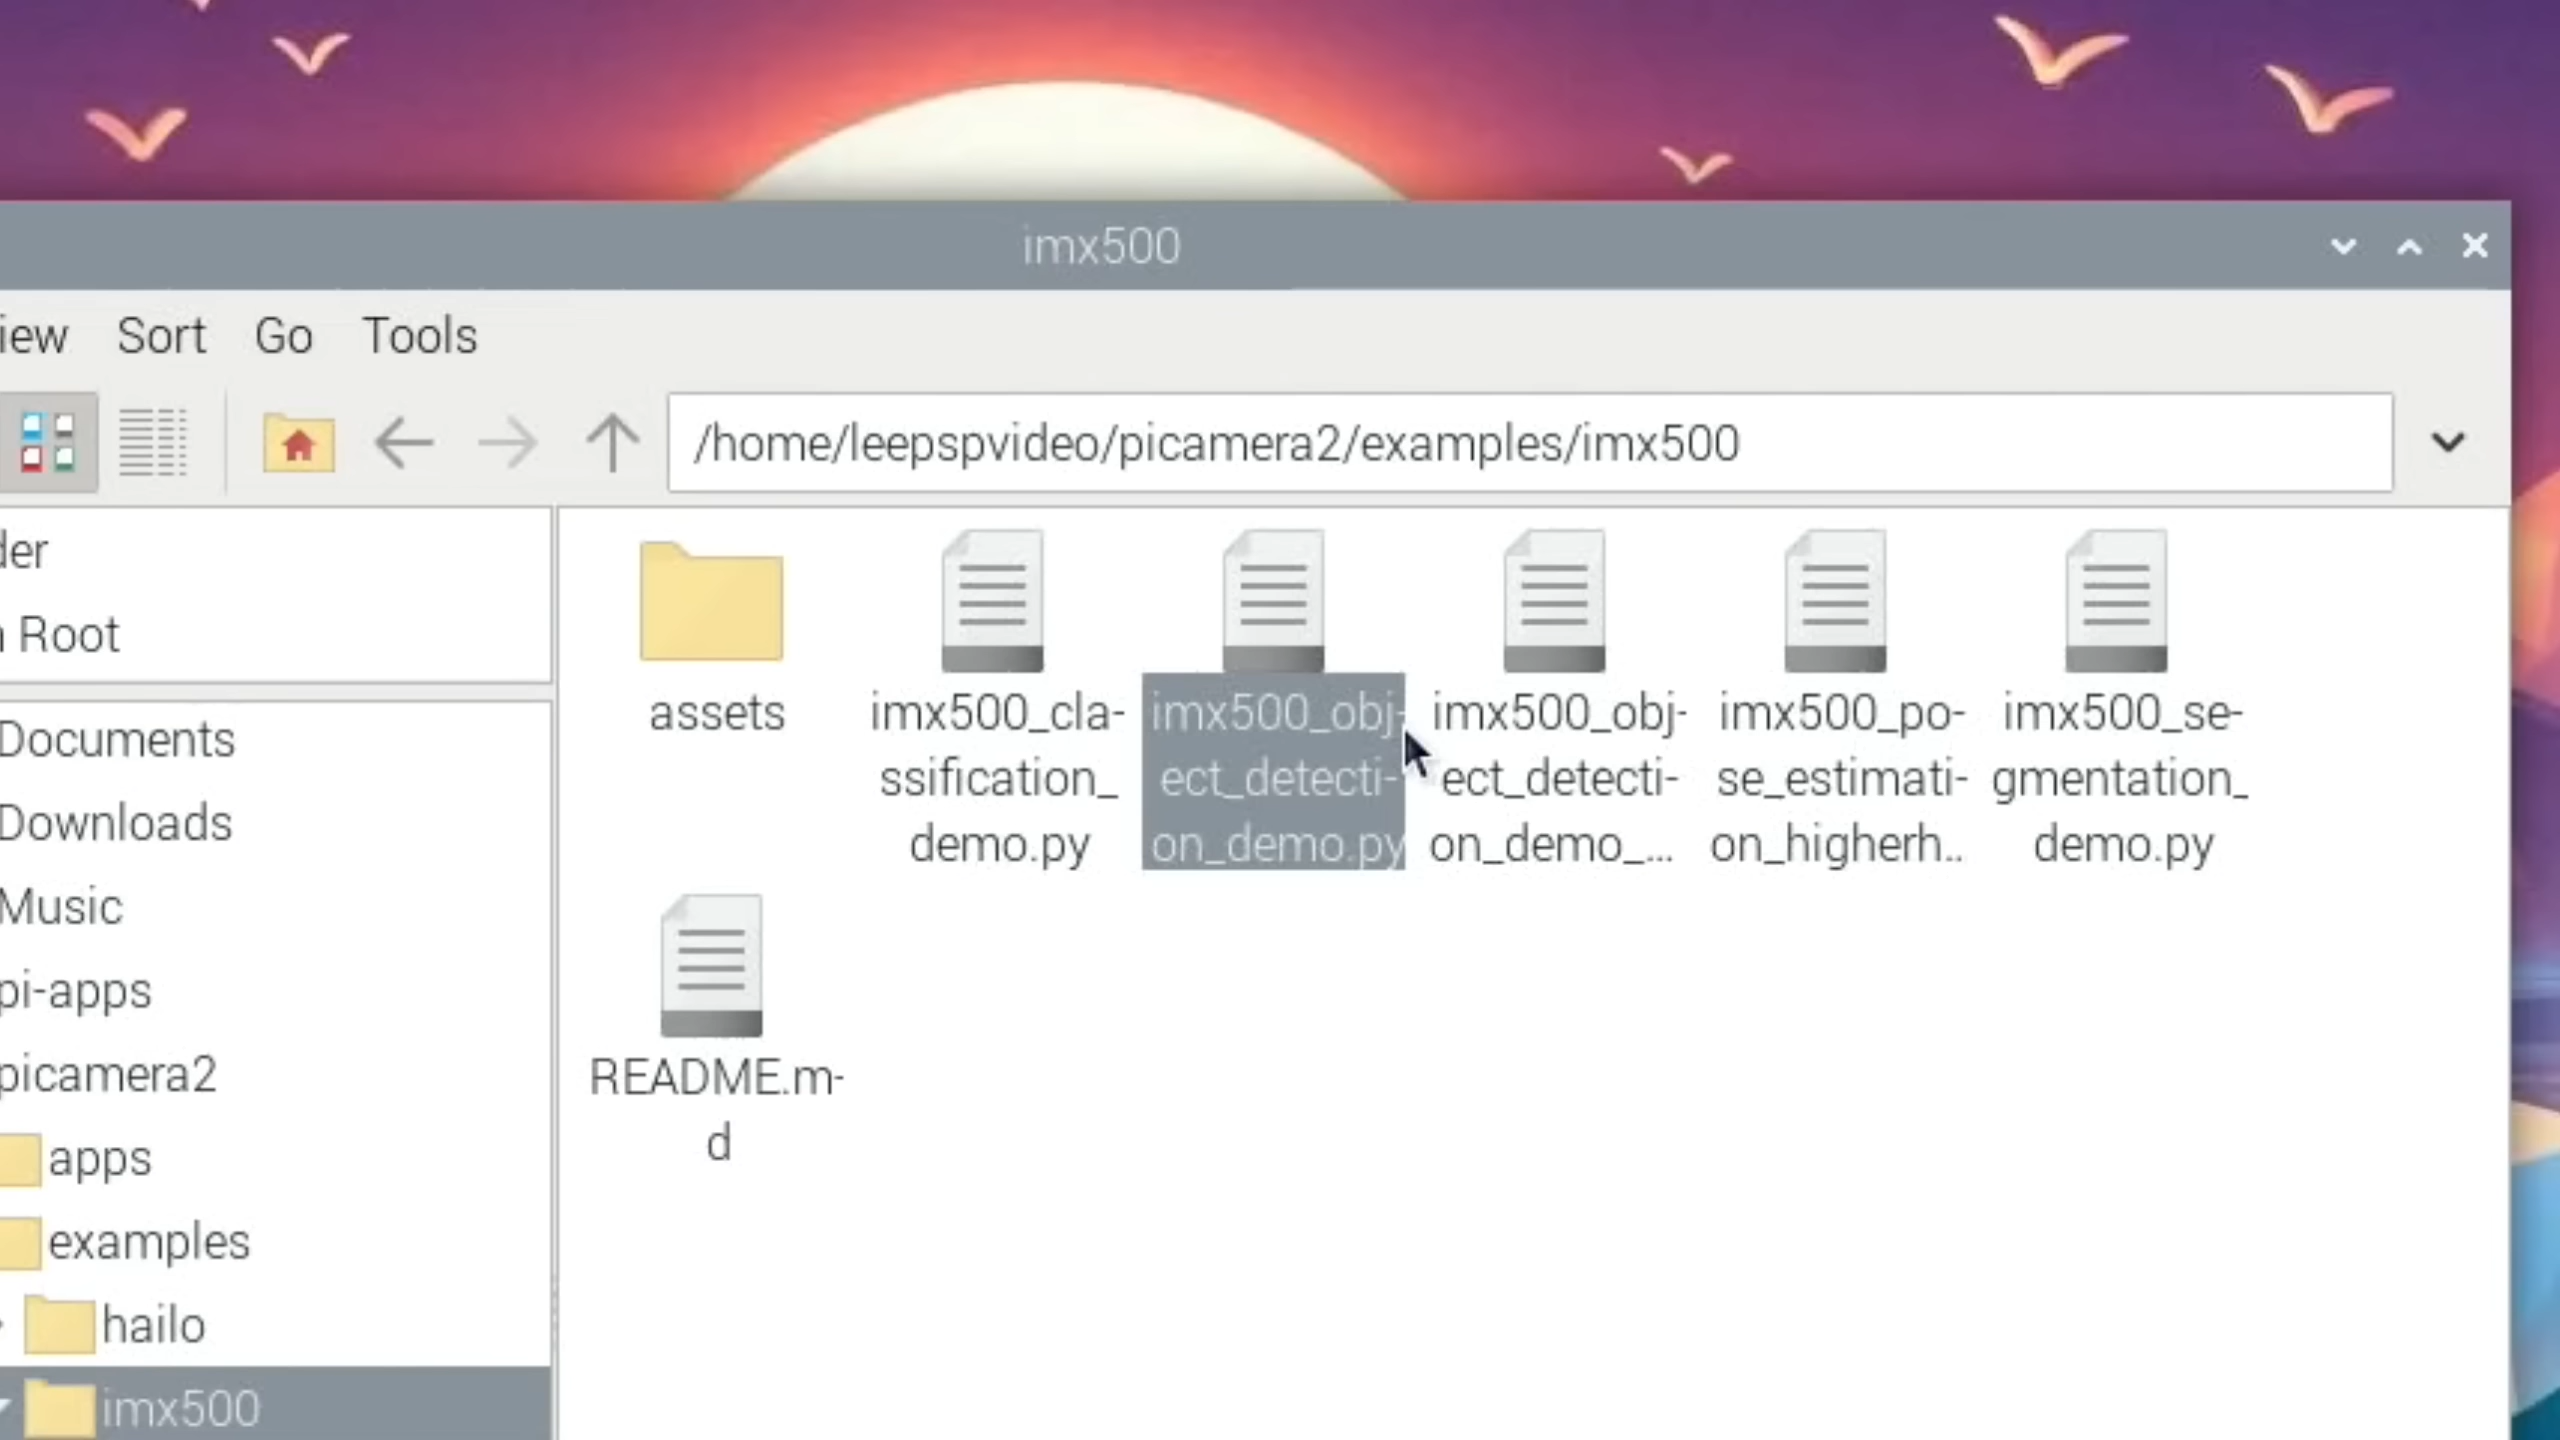 imx500
iew Sort Go Tools
/home/leepspvideo/picamera2/examples/imx500
der
n Root
Documents
Downloads
Music
pi-apps
picamera2
apps
examples
hailo
imx500
assets
imx500_cla-
ssification_
demo.py
imx500_obj-
ect_detecti-
on_demo.py
imx500_obj-
ect_detecti-
on_demo_...
imx500_po-
se_estimati-
on_higherh..
imx500_se-
gmentation_
demo.py
README.m-
d